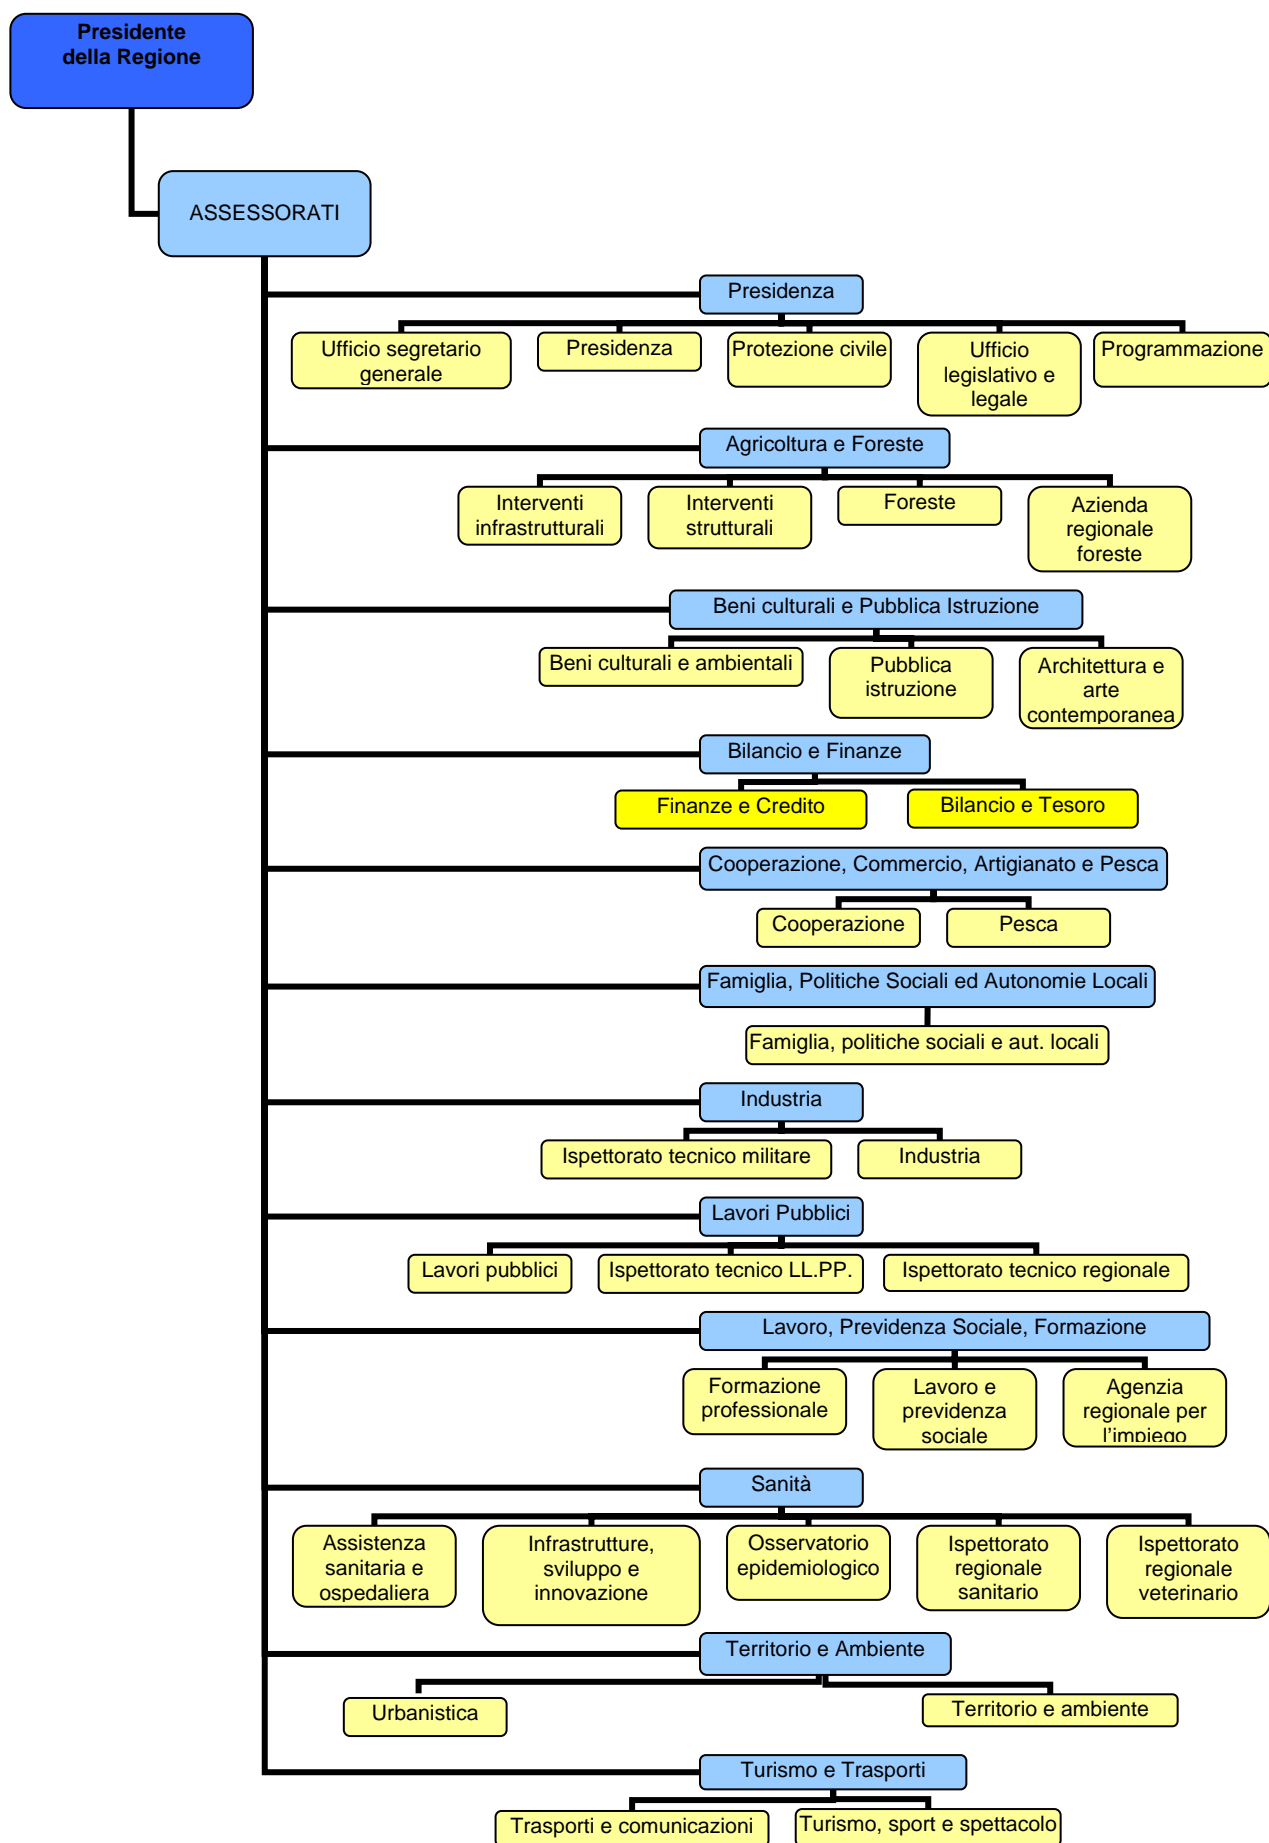 Presidente
della Regione
ASSESSORATI
Presidenza
Ufficio segretario
generale
Presidenza
Protezione civile
Ufficio
legislativo e
legale
Programmazione
Agricoltura e Foreste
Interventi
infrastrutturali
Interventi
strutturali
Foreste
Azienda
regionale
foreste
Beni culturali e Pubblica Istruzione
Beni culturali e ambientali
Pubblica
istruzione
Architettura e
arte
contemporanea
Bilancio e Finanze
Finanze e Credito
Bilancio e Tesoro
Cooperazione, Commercio, Artigianato e Pesca
Cooperazione
Pesca
Famiglia, Politiche Sociali ed Autonomie Locali
Famiglia, politiche sociali e aut. locali
Industria
Ispettorato tecnico militare
Industria
Lavori Pubblici
Lavori pubblici
Ispettorato tecnico LL.PP.
Ispettorato tecnico regionale
Lavoro, Previdenza Sociale, Formazione
Formazione
professionale
Lavoro e
previdenza
sociale
Agenzia
regionale per
l'impiego
Sanità
Assistenza
sanitaria e
ospedaliera
Infrastrutture,
sviluppo e
innovazione
Osservatorio
epidemiologico
Ispettorato
regionale
sanitario
Ispettorato
regionale
veterinario
Territorio e Ambiente
Urbanistica
Territorio e ambiente
Turismo e Trasporti
Trasporti e comunicazioni
Turismo, sport e spettacolo